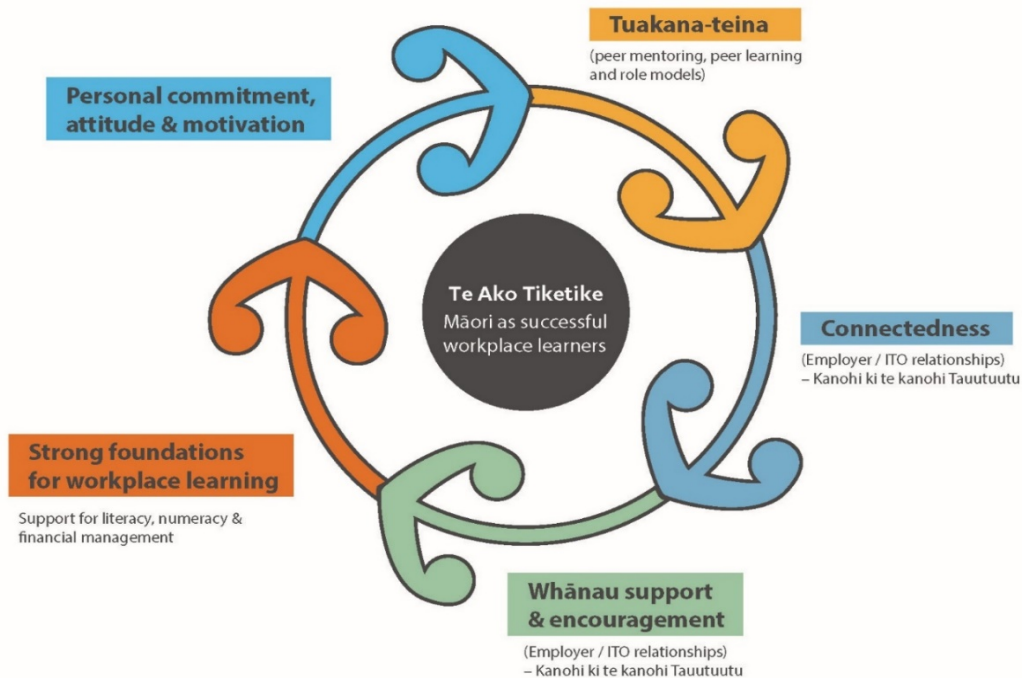 Tuakana-teina
(peer mentoring, peer learning
and role models)
Personal commitment,
attitude & motivation
Te Ako Tiketike
Māori as successful
workplace learners
Connectedness
(Employer / ITO relationships)
– Kanohi ki te kanohi Tauutuutu
Strong foundations
for workplace learning
Support for literacy, numeracy &
financial management
Whānau support
& encouragement
(Employer / ITO relationships)
– Kanohi ki te kanohi Tauutuutu